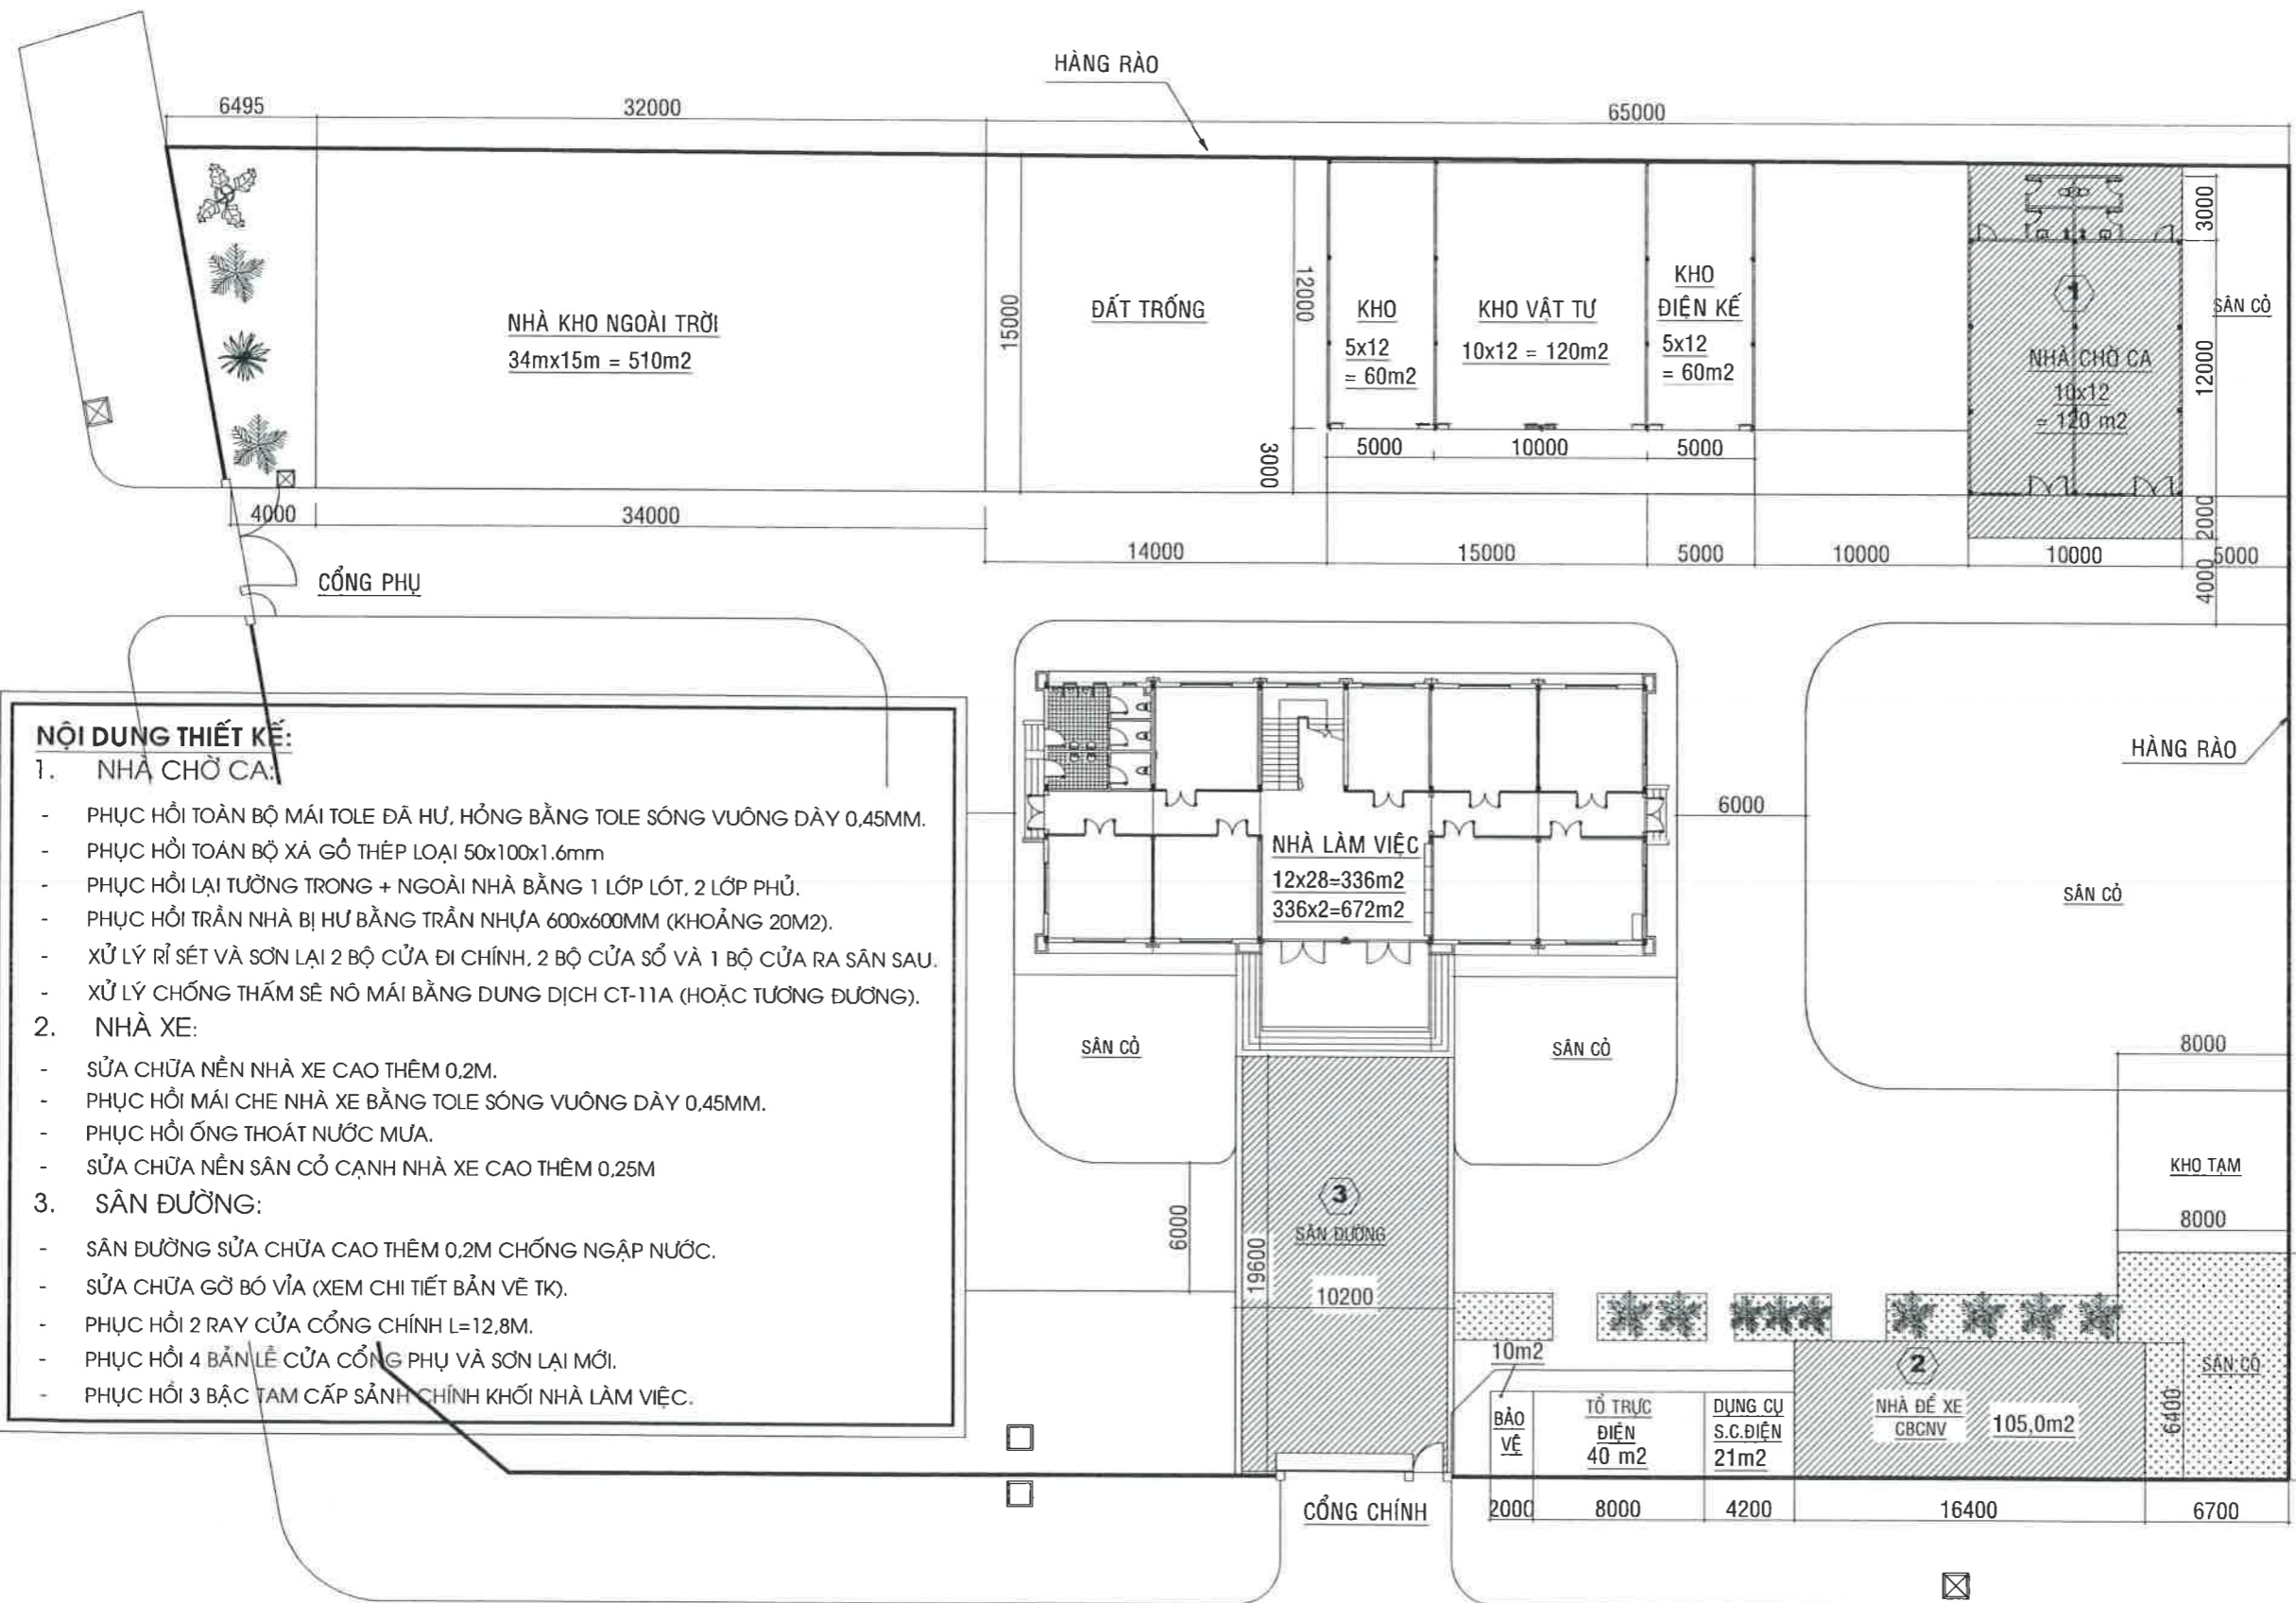 HÀNG RÀO
6495
32000
65000
NHÀ KHO NGOÀI TRỜI
34mx15m = 510m2
15000
ĐẤT TRỐNG
12000
3000
KHO
5x12
= 60m2
KHO VẬT TƯ
10x12 = 120m2
KHO
ĐIỆN KẾ
5x12
= 60m2
1
NHÀ CHỜ CA
10x12
= 120 m2
3000
12000
SÂN CỎ
5000
10000
5000
4000
34000
2000
14000
15000
5000
10000
10000
5000
4000
CỔNG PHỤ
HÀNG RÀO
6000
NHÀ LÀM VIỆC
12x28=336m2
336x2=672m2
SÂN CỎ
SÂN CỎ
SÂN CỎ
8000
KHO TẠM
8000
6000
3
SÂN ĐƯỜNG
19600
10200
10m2
BẢO
VỆ
TỔ TRỰC
ĐIỆN
40 m2
DỤNG CỤ
S.C.ĐIỆN
21m2
2
NHÀ ĐỂ XE
CBCNV
105,0m2
6400
SÂN CỎ
CỔNG CHÍNH
2000
8000
4200
16400
6700
NỘI DUNG THIẾT KẾ:
1. NHÀ CHỜ CA:
- PHỤC HỒI TOÀN BỘ MÁI TOLE ĐÃ HƯ, HỎNG BẰNG TOLE SÓNG VUÔNG DÀY 0,45MM.
- PHỤC HỒI TOÀN BỘ XÀ GỒ THÉP LOẠI 50x100x1.6mm
- PHỤC HỒI LẠI TƯỜNG TRONG + NGOÀI NHÀ BẰNG 1 LỚP LÓT, 2 LỚP PHỦ.
- PHỤC HỒI TRẦN NHÀ BỊ HƯ BẰNG TRẦN NHỰA 600x600MM (KHOẢNG 20M2).
- XỬ LÝ RỈ SÉT VÀ SƠN LẠI 2 BỘ CỬA ĐI CHÍNH, 2 BỘ CỬA SỔ VÀ 1 BỘ CỬA RA SÂN SAU.
- XỬ LÝ CHỐNG THẤM SÊ NÔ MÁI BẰNG DUNG DỊCH CT-11A (HOẶC TƯƠNG ĐƯƠNG).
2. NHÀ XE:
- SỬA CHỮA NỀN NHÀ XE CAO THÊM 0,2M.
- PHỤC HỒI MÁI CHE NHÀ XE BẰNG TOLE SÓNG VUÔNG DÀY 0,45MM.
- PHỤC HỒI ỐNG THOÁT NƯỚC MƯA.
- SỬA CHỮA NỀN SÂN CỎ CẠNH NHÀ XE CAO THÊM 0,25M
3. SÂN ĐƯỜNG:
- SÂN ĐƯỜNG SỬA CHỮA CAO THÊM 0,2M CHỐNG NGẬP NƯỚC.
- SỬA CHỮA GỜ BÓ VỈA (XEM CHI TIẾT BẢN VẼ TK).
- PHỤC HỒI 2 RAY CỬA CỔNG CHÍNH L=12,8M.
- PHỤC HỒI 4 BẢN LỀ CỬA CỔNG PHỤ VÀ SƠN LẠI MỚI.
- PHỤC HỒI 3 BẬC TAM CẤP SẢNH CHÍNH KHỐI NHÀ LÀM VIỆC.